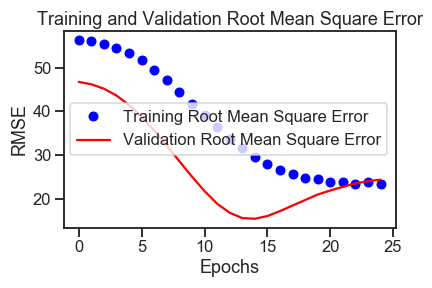 Training and Validation Root Mean Square Error
RMSE
50
40
30
20
Training Root Mean Square Error
Validation Root Mean Square Error
0 5 10 15 20 25
Epochs